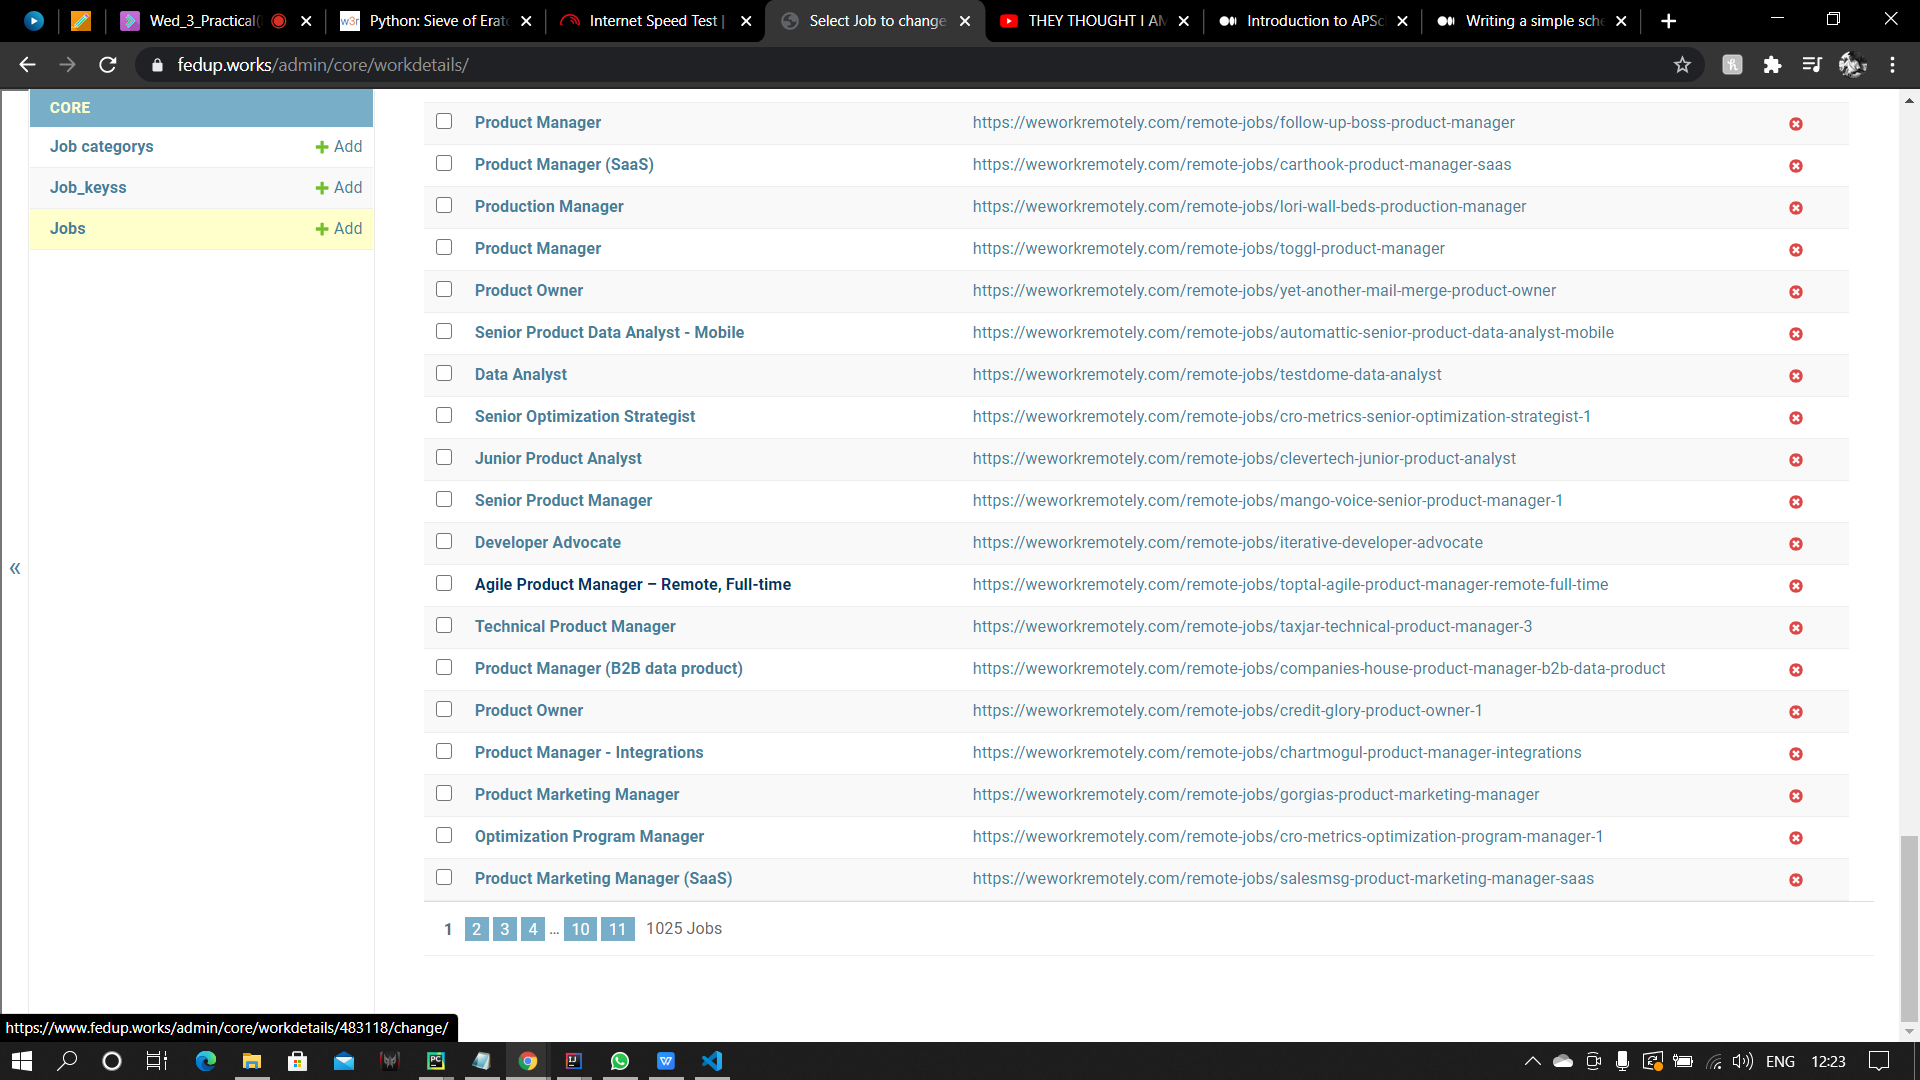 Wed_3_Practical(
w3r Python: Sieve of Erato
Internet Speed Test |
Select Job to change
THEY THOUGHT I AM
Introduction to APSc
Writing a simple sche
fedup.works/admin/core/workdetails/
CORE
Job categorys Add
Job_keyss Add
Jobs Add
«
Product Manager https://weworkremotely.com/remote-jobs/follow-up-boss-product-manager
Product Manager (SaaS) https://weworkremotely.com/remote-jobs/carthook-product-manager-saas
Production Manager https://weworkremotely.com/remote-jobs/lori-wall-beds-production-manager
Product Manager https://weworkremotely.com/remote-jobs/toggl-product-manager
Product Owner https://weworkremotely.com/remote-jobs/yet-another-mail-merge-product-owner
Senior Product Data Analyst - Mobile https://weworkremotely.com/remote-jobs/automattic-senior-product-data-analyst-mobile
Data Analyst https://weworkremotely.com/remote-jobs/testdome-data-analyst
Senior Optimization Strategist https://weworkremotely.com/remote-jobs/cro-metrics-senior-optimization-strategist-1
Junior Product Analyst https://weworkremotely.com/remote-jobs/clevertech-junior-product-analyst
Senior Product Manager https://weworkremotely.com/remote-jobs/mango-voice-senior-product-manager-1
Developer Advocate https://weworkremotely.com/remote-jobs/iterative-developer-advocate
Agile Product Manager – Remote, Full-time https://weworkremotely.com/remote-jobs/toptal-agile-product-manager-remote-full-time
Technical Product Manager https://weworkremotely.com/remote-jobs/taxjar-technical-product-manager-3
Product Manager (B2B data product) https://weworkremotely.com/remote-jobs/companies-house-product-manager-b2b-data-product
Product Owner https://weworkremotely.com/remote-jobs/credit-glory-product-owner-1
Product Manager - Integrations https://weworkremotely.com/remote-jobs/chartmogul-product-manager-integrations
Product Marketing Manager https://weworkremotely.com/remote-jobs/gorgias-product-marketing-manager
Optimization Program Manager https://weworkremotely.com/remote-jobs/cro-metrics-optimization-program-manager-1
Product Marketing Manager (SaaS) https://weworkremotely.com/remote-jobs/salesmsg-product-marketing-manager-saas
1 2 3 4 ... 10 11 1025 Jobs
https://www.fedup.works/admin/core/workdetails/483118/change/
ENG 12:23